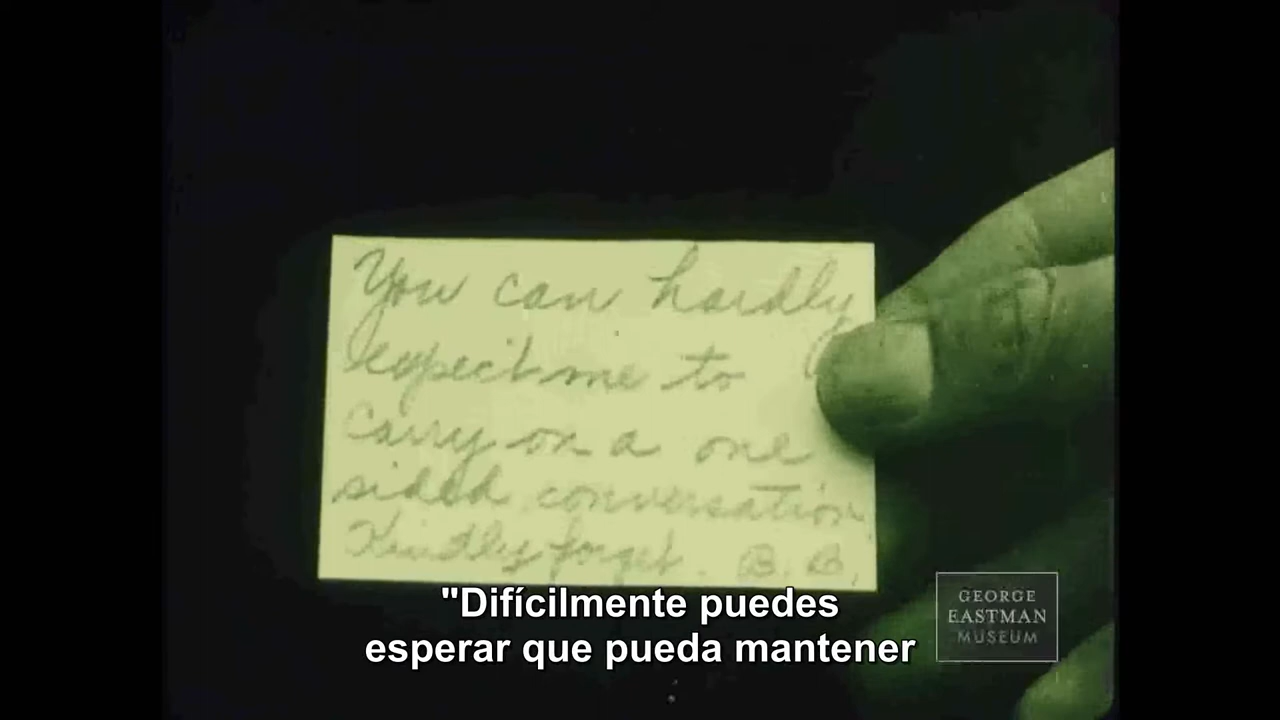 You can hardly
expect me to
carry on a one
sided conversation
Kindly forget. B. B.
"Difícilmente puedes
esperar que pueda mantener
GEORGE
EASTMAN
MUSEUM